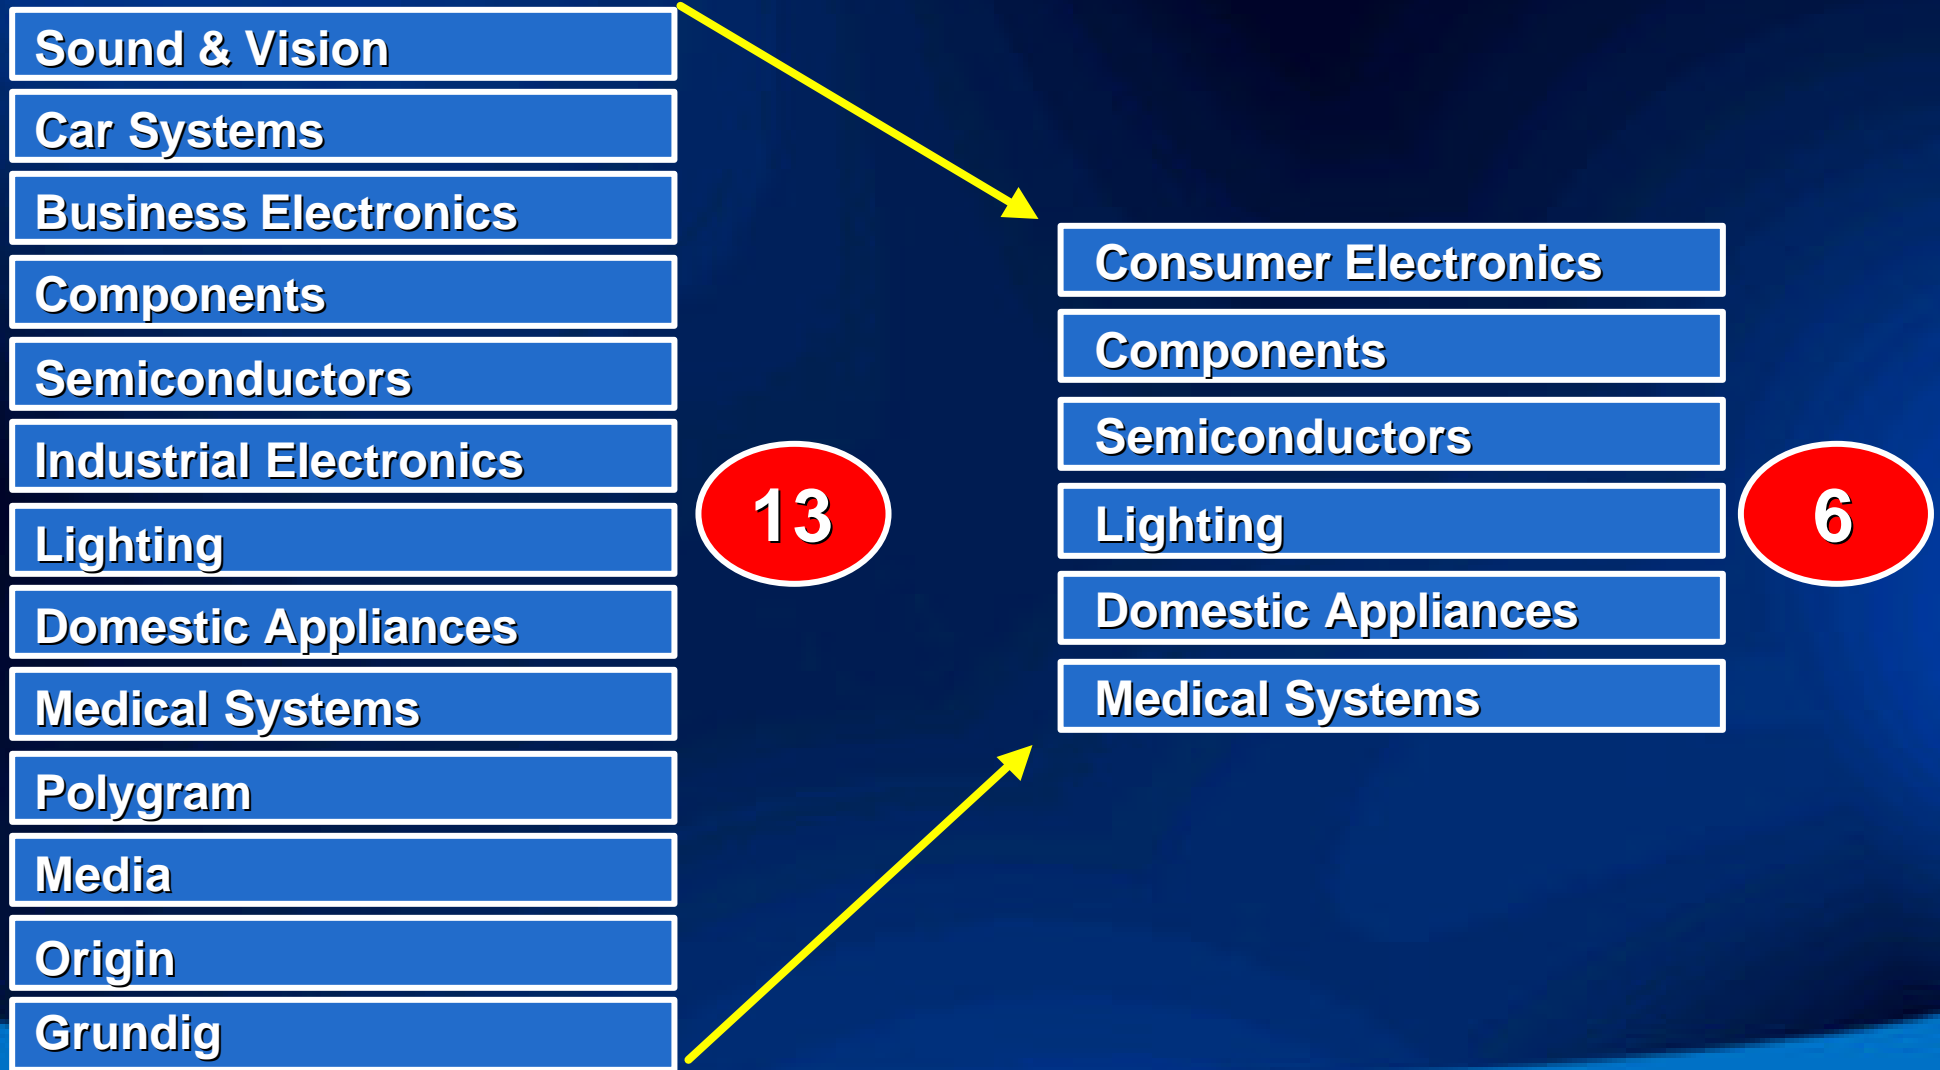 Sound & Vision
Car Systems
Business Electronics
Components
Semiconductors
Industrial Electronics
Lighting
Domestic Appliances
Medical Systems
Polygram
Media
Origin
Grundig
13
Consumer Electronics
Components
Semiconductors
Lighting
Domestic Appliances
Medical Systems
6